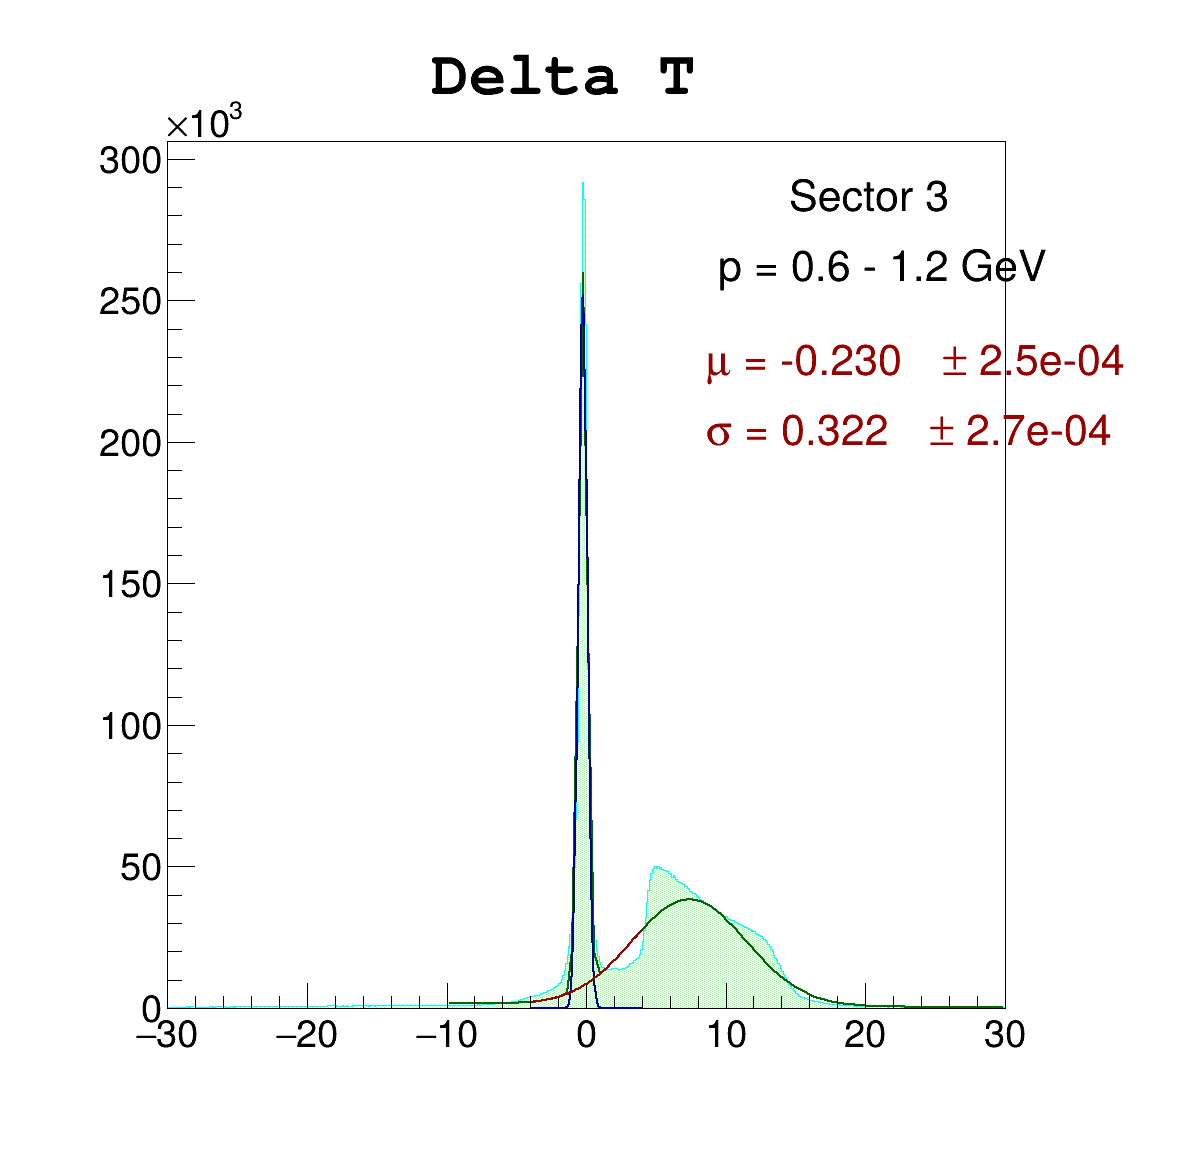 Delta T
×10³
Sector 3
p = 0.6 - 1.2 GeV
μ = -0.230 ± 2.5e-04
σ = 0.322 ± 2.7e-04
300
250
200
150
100
50
0
−30 −20 −10 0 10 20 30